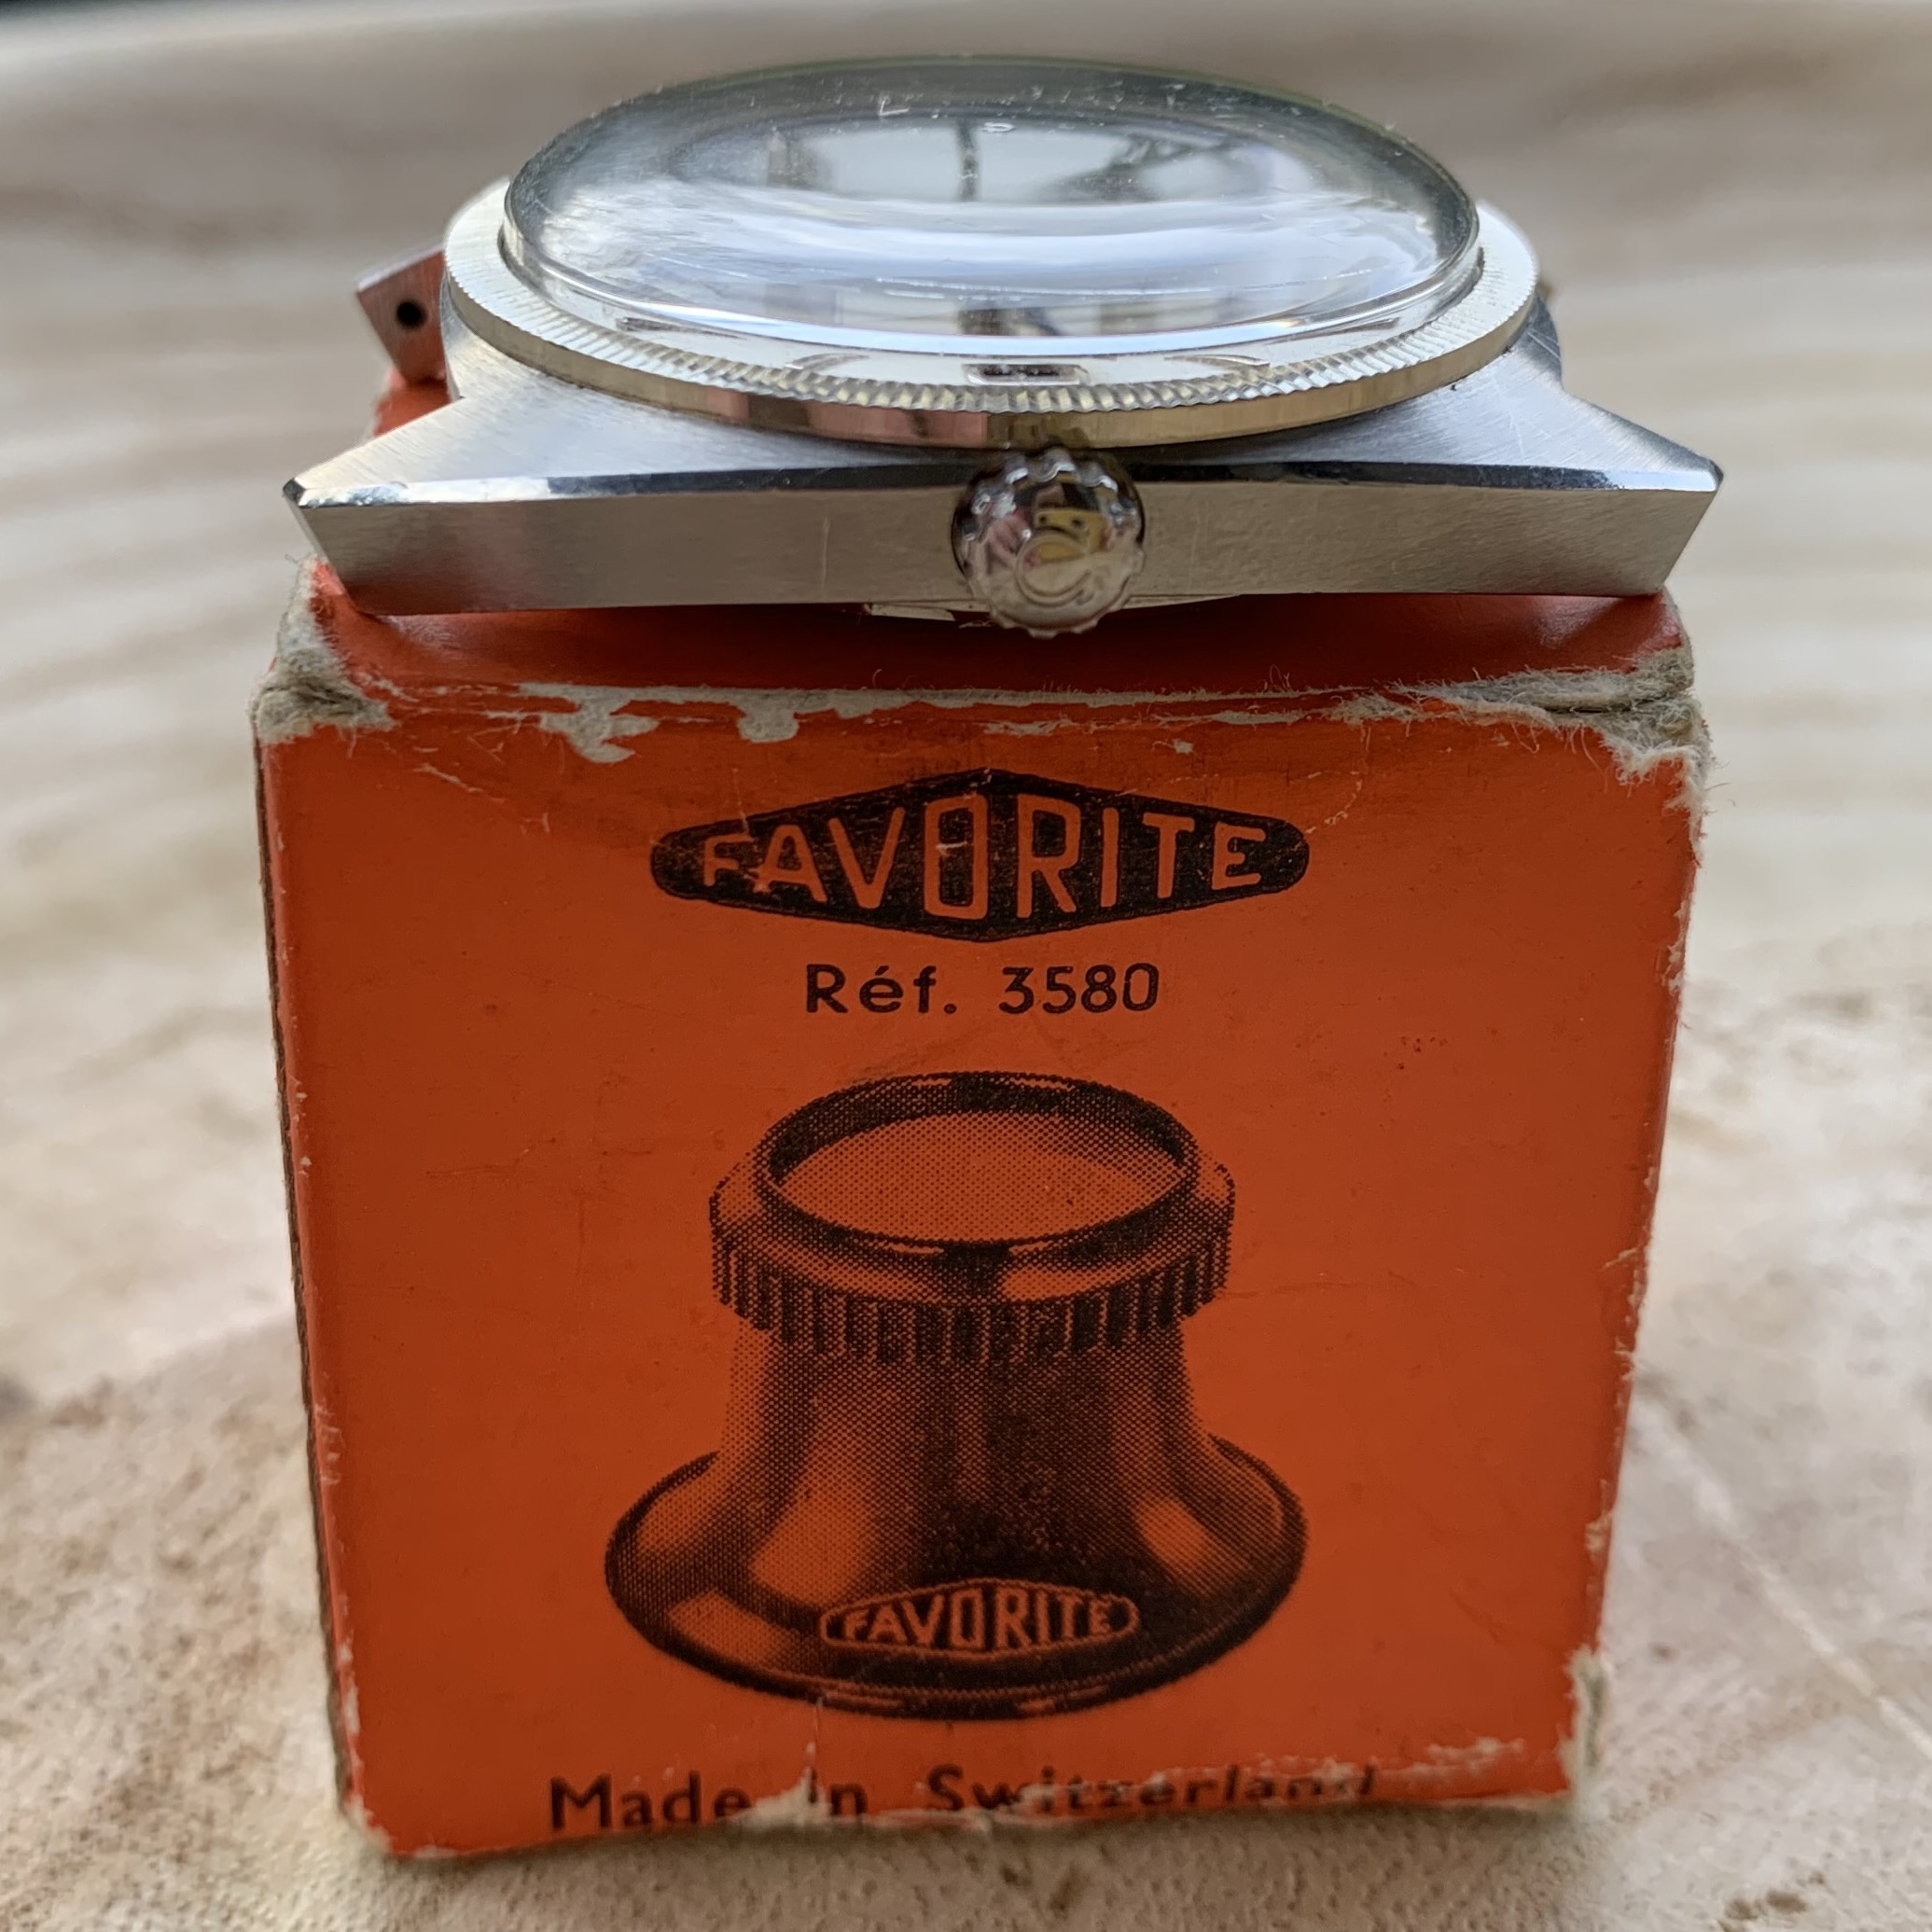 FAVORITE
Réf. 3580
FAVORITE
Made in Switzerland